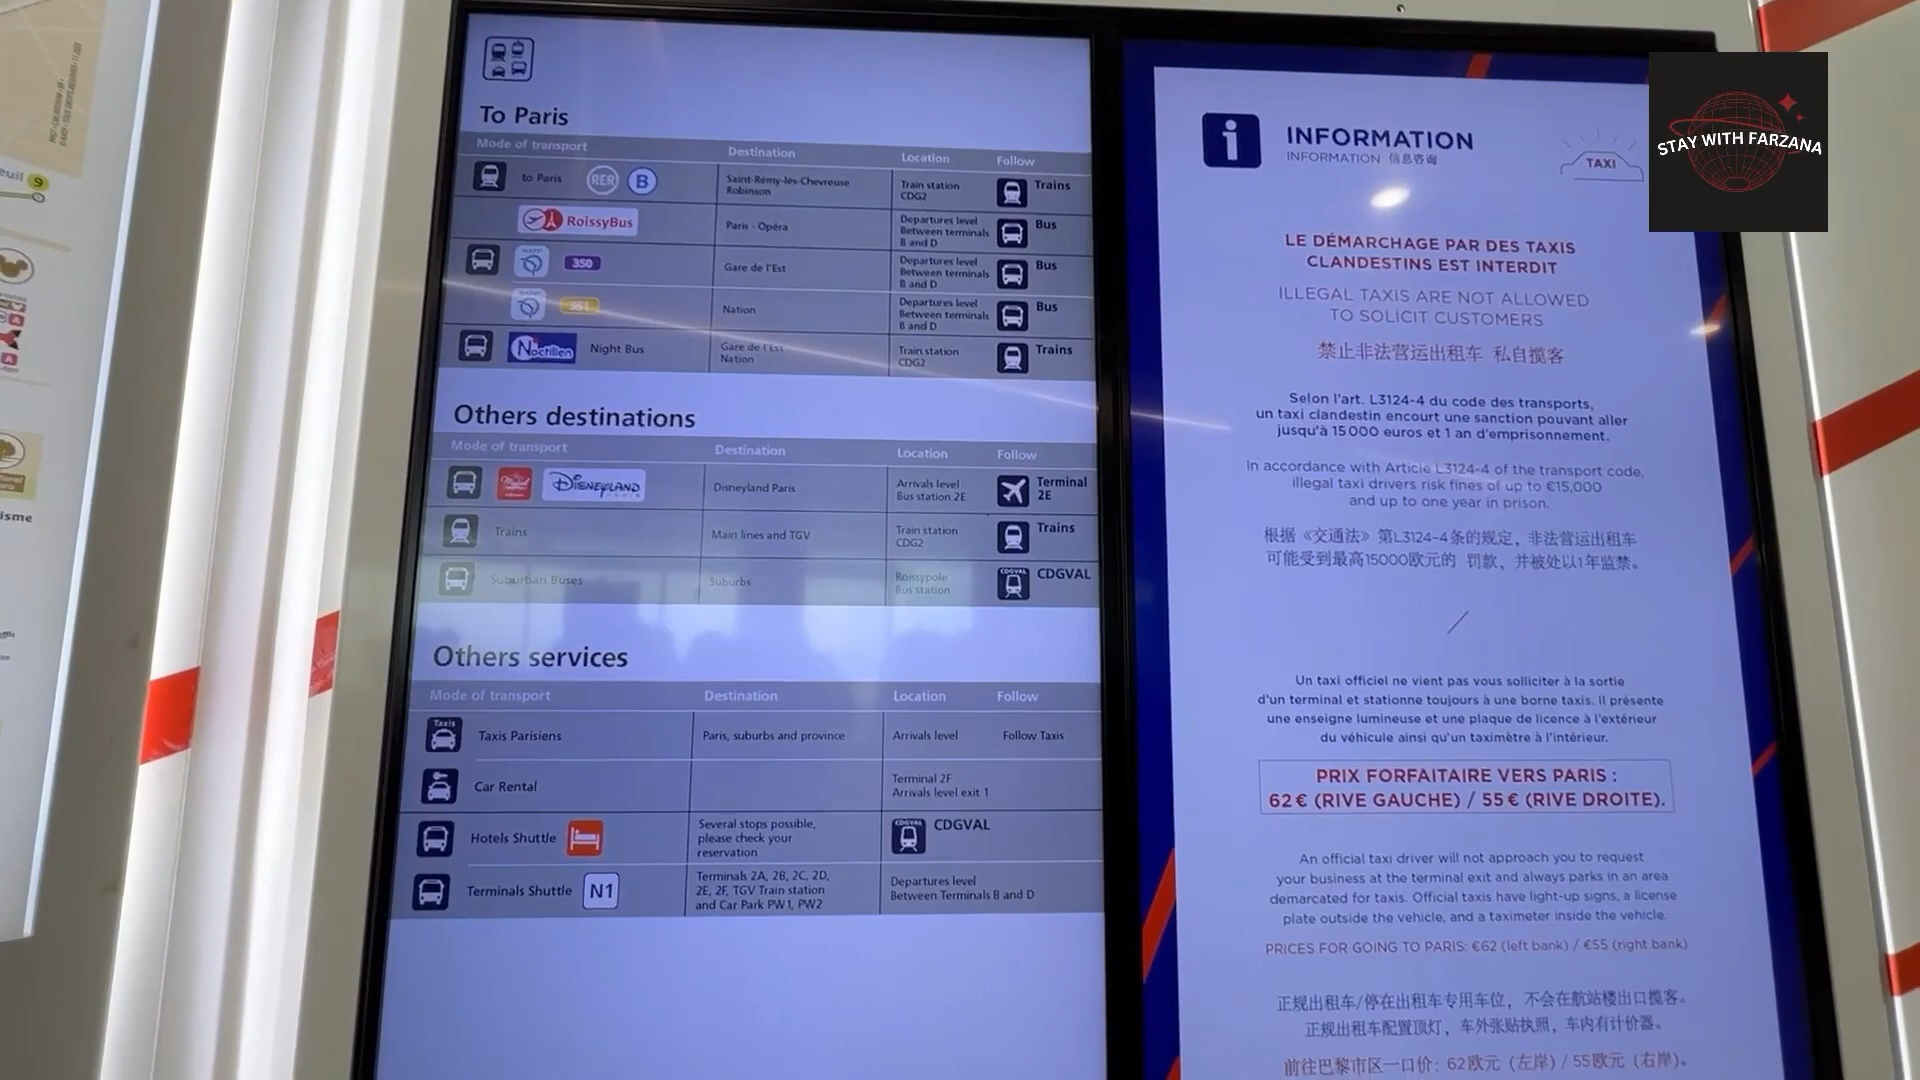 To Paris
Mode of transport Destination Location Follow
to Paris RER B Saint-Rémy-lès-Chevreuse Robinson Train station CDG2 Trains
RoissyBus Paris - Opéra Departures level Between terminals B and D Bus
350 Gare de l'Est Departures level Between terminals B and D Bus
351 Nation Departures level Between terminals B and D Bus
Noctilien Night Bus Gare de l'Est Nation Train station CDG2 Trains
Others destinations
Mode of transport Destination Location Follow
DISNEYLAND PARIS Disneyland Paris Arrivals level Bus station 2E Terminal 2E
Trains Main lines and TGV Train station CDG2 Trains
Suburban Buses Suburbs Roissypole Bus station CDGVAL CDGVAL
Others services
Mode of transport Destination Location Follow
Taxis Taxis Parisiens Paris, suburbs and province Arrivals level Follow Taxis
Car Rental Terminal 2F Arrivals level exit 1
Hotels Shuttle Several stops possible, please check your reservation CDGVAL CDGVAL
Terminals Shuttle N1 Terminals 2A, 2B, 2C, 2D, 2E, 2F, TGV Train station and Car Park PW1, PW2 Departures level Between Terminals B and D
INFORMATION
INFORMATION 信息咨询
TAXI
LE DÉMARCHAGE PAR DES TAXIS
CLANDESTINS EST INTERDIT
ILLEGAL TAXIS ARE NOT ALLOWED
TO SOLICIT CUSTOMERS
禁止非法营运出租车 私自揽客
Selon l'art. L3124-4 du code des transports,
un taxi clandestin encourt une sanction pouvant aller
jusqu'à 15 000 euros et 1 an d'emprisonnement.
In accordance with Article L3124-4 of the transport code,
illegal taxi drivers risk fines of up to €15,000
and up to one year in prison.
根据《交通法》第L3124-4条的规定，非法营运出租车
可能受到最高15000欧元的 罚款，并被处以1年监禁。
Un taxi officiel ne vient pas vous solliciter à la sortie
d'un terminal et stationne toujours à une borne taxis. Il présente
une enseigne lumineuse et une plaque de licence à l'extérieur
du véhicule ainsi qu'un taximètre à l'intérieur.
PRIX FORFAITAIRE VERS PARIS :
62 € (RIVE GAUCHE) / 55 € (RIVE DROITE).
An official taxi driver will not approach you to request
your business at the terminal exit and always parks in an area
demarcated for taxis. Official taxis have light-up signs, a license
plate outside the vehicle, and a taximeter inside the vehicle.
PRICES FOR GOING TO PARIS: €62 (left bank) / €55 (right bank)
正规出租车/停在出租车专用车位，不会在航站楼出口揽客。
正规出租车配置顶灯，车外张贴执照，车内有计价器。
前往巴黎市区一口价：62欧元（左岸）/ 55欧元（右岸）。
STAY WITH FARZANA
euil 9
isme